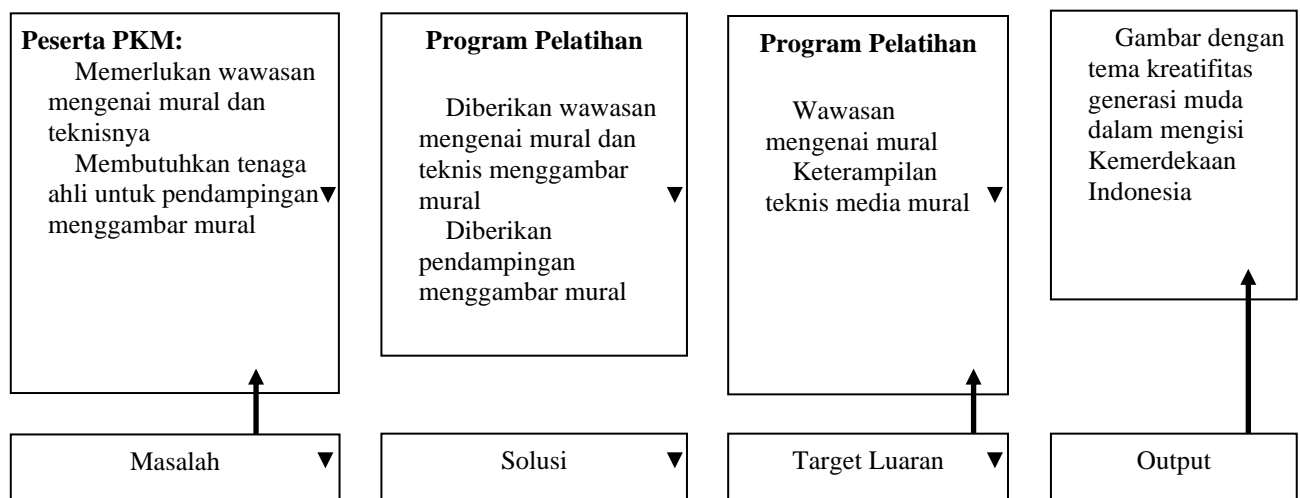 Peserta PKM:
Memerlukan wawasan
mengenai mural dan
teknisnya
Membutuhkan tenaga
ahli untuk pendampingan
menggambar mural
Program Pelatihan
Diberikan wawasan
mengenai mural dan
teknis menggambar
mural
Diberikan
pendampingan
menggambar mural
Program Pelatihan
Wawasan
mengenai mural
Keterampilan
teknis media mural
Gambar dengan
tema kreatifitas
generasi muda
dalam mengisi
Kemerdekaan
Indonesia
Masalah
Solusi
Target Luaran
Output